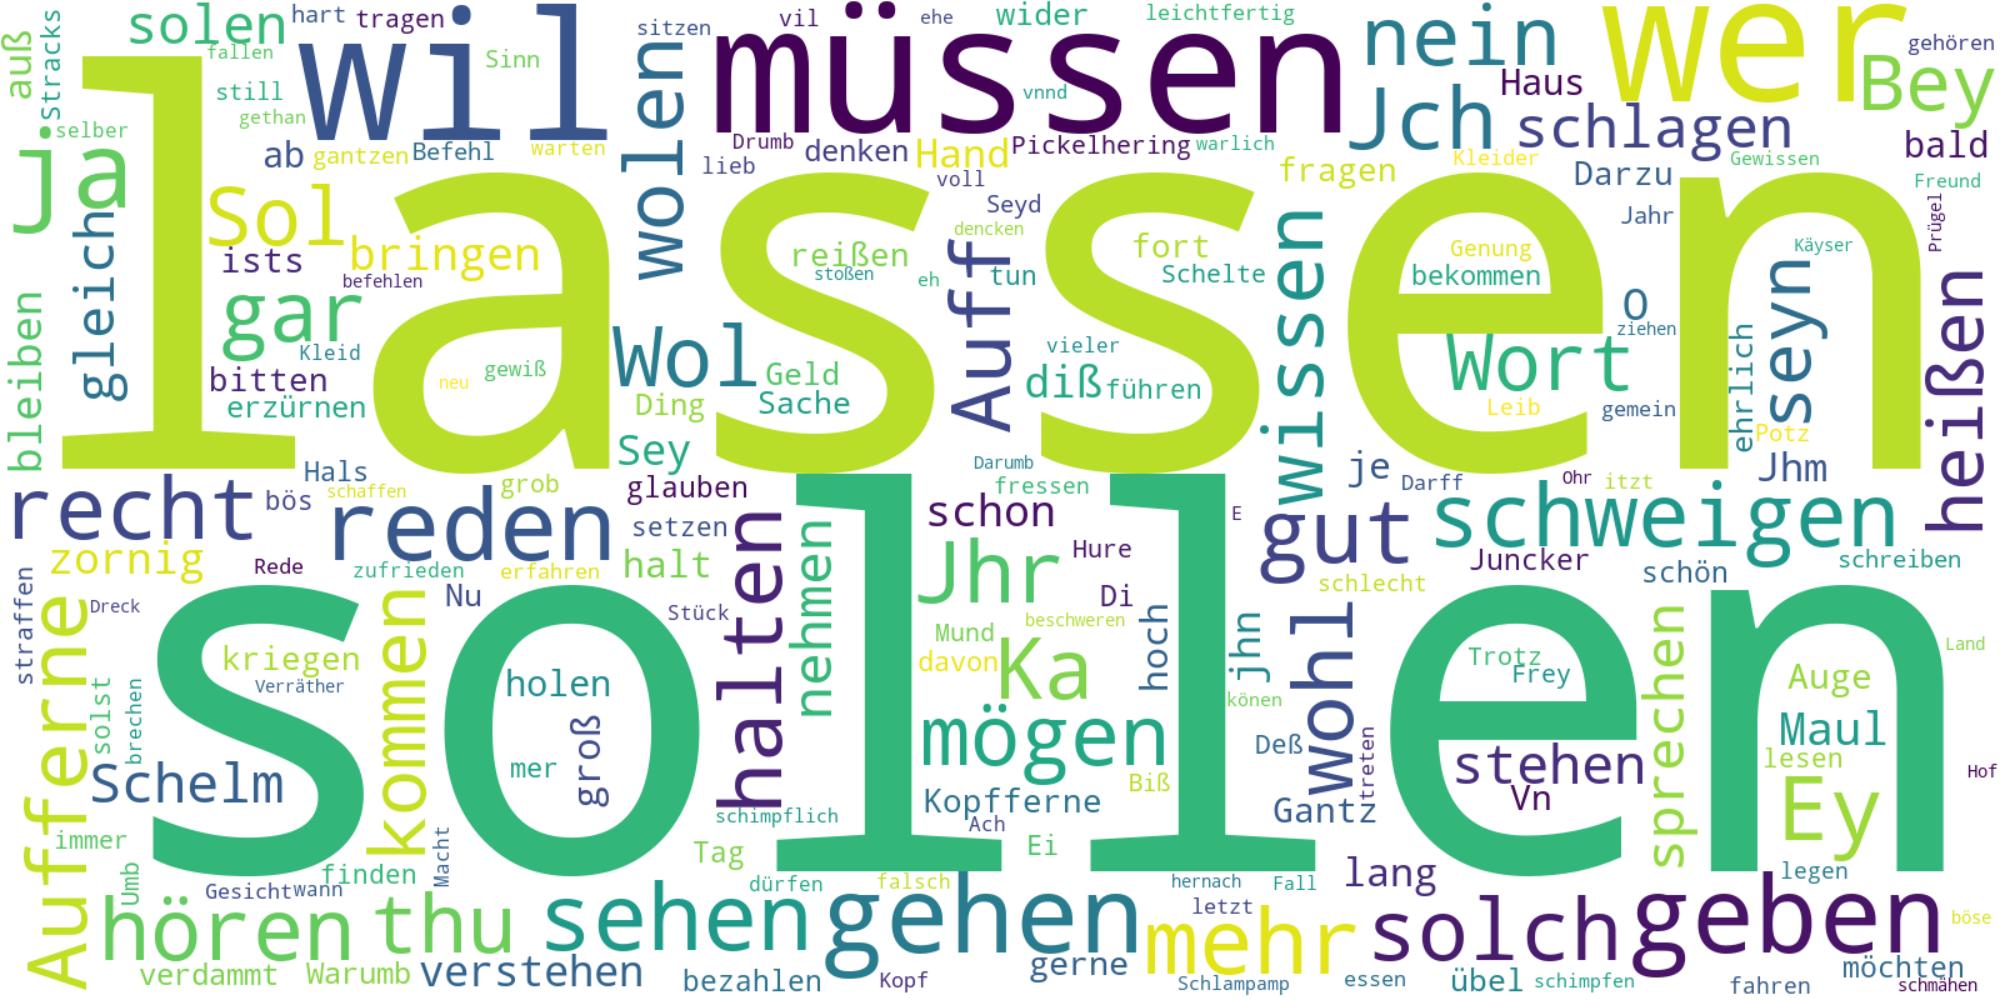 lassen
sollen
müssen
wil
wer
nein
Jch
Bey
Haus
schlagen
gehören
bald
solen
hart
tragen
vil
ehe
wider
leichtfertig
sitzen
auß
Stracks
fallen
Sinn
still
gethan
selber
ja
ab
gantzen
Befehl
warten
wolen
lieb
Drumb
denken
Hand
Pickelhering
warlich
vnnd
voll
Seyd
dencken
fragen
Kleider
Darzu
Gewissen
Freund
Jahr
Prügel
Käyser
Sol
bringen
ists
befehlen
gar
gleich
bleiben
Kleid
bitten
erzürnen
neu
gewiß
reißen
stoßen
eh
tun
fort
Schelte
Auff
wissen
Genung
bekommen
O
ziehen
seyn
heißen
Wol
Geld
Sache
Ding
Sey
vieler
diß
führen
Wort
Leib
gemein
ehrlich
Potz
Jhm
Hals
schaffen
grob
glauben
Darumb
fressen
je
Darff
Ohr
itzt
recht
bös
reden
setzen
halten
schon
E
gut
schweigen
zornig
Rede
zufrieden
erfahren
halt
nehmen
Jhr
Hure
Juncker
schlecht
schön
schreiben
straffen
Dreck
Nu
Stück
Di
beschweren
Mund
davon
Ka
hoch
jhn
könen
wohl
Trotz
Frey
sprechen
Auge
Land
Aufferne
kriegen
Verräther
kommen
holen
groß
mer
solst
brechen
Schelm
mögen
Biß
Deß
treten
stehen
Vn
Maul
lesen
Hof
Kopfferne
Ach
Gantz
Ey
schimpflich
immer
Umb
finden
Macht
Tag
Ei
lang
legen
Gesicht
wann
dürfen
falsch
hernach
Fall
hören
thu
sehen
gehen
letzt
mehr
solch
geben
böse
verdammt
Warumb
verstehen
bezahlen
Kopf
gerne
Schlampamp
essen
übel
schimpfen
fahren
möchten
schmähen